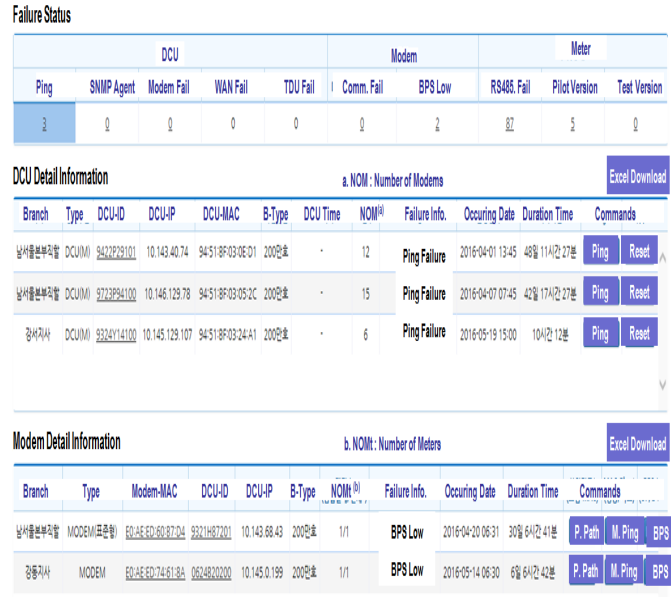 Failure Status
DCU Modem Meter
Ping SNMP Agent Modem Fail WAN Fail TDU Fail Comm. Fail BPS Low RS485. Fail Pilot Version Test Version
3 0 0 0 0 0 2 87 5 0
DCU Detail Information a. NOM : Number of Modems Excel Download
Branch Type DCU-ID DCU-IP DCU-MAC B-Type DCU Time NOM(a) Failure Info. Occuring Date Duration Time Commands
남서울본부직할 DCU(M) 9422P29101 10.143.40.74 94:51:8F:03:0E:D1 200만호 - 12 Ping Failure 2016-04-01 13:45 48일 11시간 27분 Ping Reset
남서울본부직할 DCU(M) 9723P94100 10.146.129.78 94:51:8F:03:05:2C 200만호 - 15 Ping Failure 2016-04-07 07:45 42일 17시간 27분 Ping Reset
강서지사 DCU(M) 9324Y14100 10.145.129.107 94:51:8F:03:24:A1 200만호 - 6 Ping Failure 2016-05-19 15:00 10시간 12분 Ping Reset
Modem Detail Information b. NOMt : Number of Meters Excel Download
Branch Type Modem-MAC DCU-ID DCU-IP B-Type NOMt (b) Failure Info. Occuring Date Duration Time Commands
남서울본부직할 MODEM(표준형) E0:AE:ED:60:87:D4 9321H87201 10.143.68.43 200만호 1/1 BPS Low 2016-04-20 06:31 30일 6시간 41분 P. Path M. Ping BPS
강동지사 MODEM E0:AE:ED:74:61:8A 0624B20200 10.145.0.199 200만호 1/1 BPS Low 2016-05-14 06:30 6일 6시간 42분 P. Path M. Ping BPS